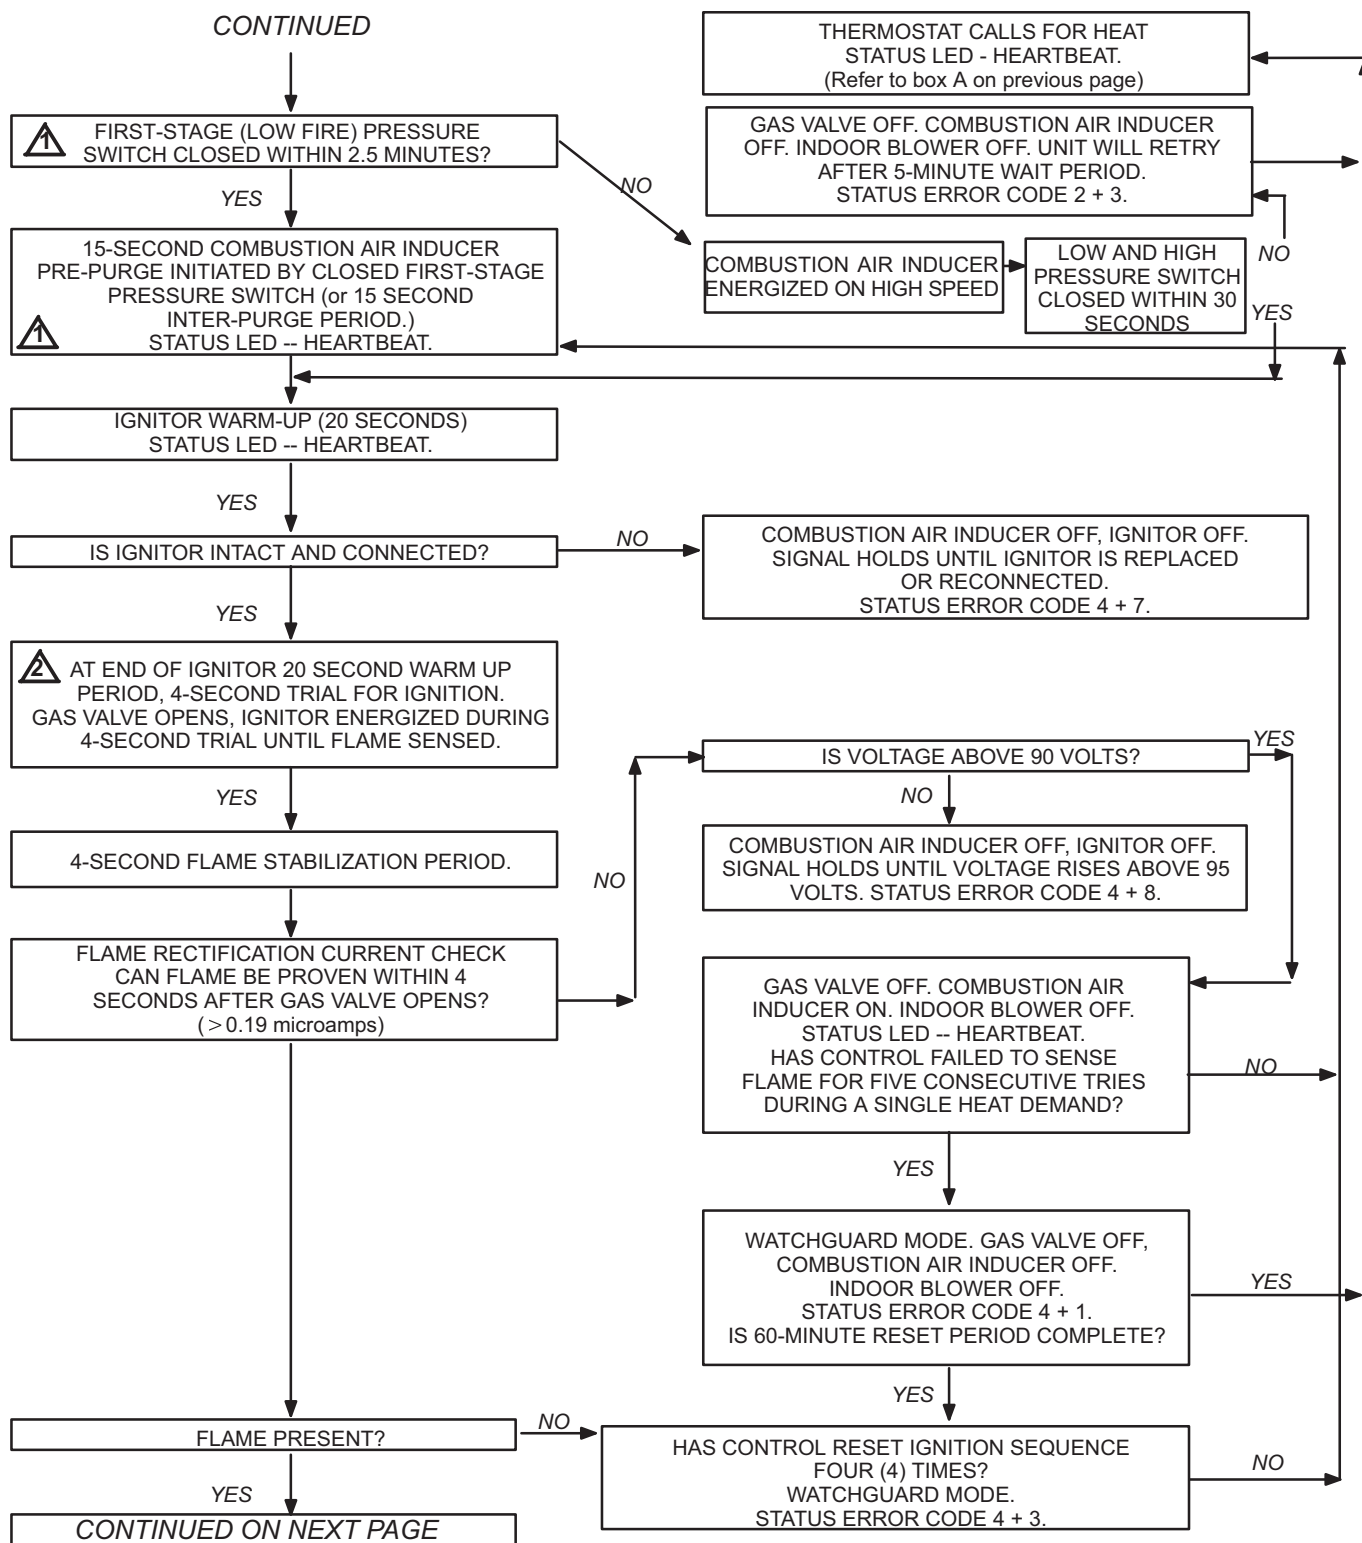 CONTINUED
THERMOSTAT CALLS FOR HEAT
STATUS LED - HEARTBEAT.
(Refer to box A on previous page)
1
FIRST-STAGE (LOW FIRE) PRESSURE
SWITCH CLOSED WITHIN 2.5 MINUTES?
GAS VALVE OFF. COMBUSTION AIR INDUCER
OFF. INDOOR BLOWER OFF. UNIT WILL RETRY
AFTER 5-MINUTE WAIT PERIOD.
STATUS ERROR CODE 2 + 3.
NO
YES
15-SECOND COMBUSTION AIR INDUCER
PRE-PURGE INITIATED BY CLOSED FIRST-STAGE
PRESSURE SWITCH (or 15 SECOND
INTER-PURGE PERIOD.)
STATUS LED -- HEARTBEAT.
1
COMBUSTION AIR INDUCER
ENERGIZED ON HIGH SPEED
LOW AND HIGH
PRESSURE SWITCH
CLOSED WITHIN 30
SECONDS
NO
YES
IGNITOR WARM-UP (20 SECONDS)
STATUS LED -- HEARTBEAT.
YES
IS IGNITOR INTACT AND CONNECTED?
NO
COMBUSTION AIR INDUCER OFF, IGNITOR OFF.
SIGNAL HOLDS UNTIL IGNITOR IS REPLACED
OR RECONNECTED.
STATUS ERROR CODE 4 + 7.
YES
2
AT END OF IGNITOR 20 SECOND WARM UP
PERIOD, 4-SECOND TRIAL FOR IGNITION.
GAS VALVE OPENS, IGNITOR ENERGIZED DURING
4-SECOND TRIAL UNTIL FLAME SENSED.
IS VOLTAGE ABOVE 90 VOLTS?
YES
YES
NO
4-SECOND FLAME STABILIZATION PERIOD.
NO
COMBUSTION AIR INDUCER OFF, IGNITOR OFF.
SIGNAL HOLDS UNTIL VOLTAGE RISES ABOVE 95
VOLTS. STATUS ERROR CODE 4 + 8.
FLAME RECTIFICATION CURRENT CHECK
CAN FLAME BE PROVEN WITHIN 4
SECONDS AFTER GAS VALVE OPENS?
(>0.19 microamps)
GAS VALVE OFF. COMBUSTION AIR
INDUCER ON. INDOOR BLOWER OFF.
STATUS LED -- HEARTBEAT.
HAS CONTROL FAILED TO SENSE
FLAME FOR FIVE CONSECUTIVE TRIES
DURING A SINGLE HEAT DEMAND?
NO
YES
WATCHGUARD MODE. GAS VALVE OFF,
COMBUSTION AIR INDUCER OFF.
INDOOR BLOWER OFF.
STATUS ERROR CODE 4 + 1.
IS 60-MINUTE RESET PERIOD COMPLETE?
YES
YES
FLAME PRESENT?
NO
HAS CONTROL RESET IGNITION SEQUENCE
FOUR (4) TIMES?
WATCHGUARD MODE.
STATUS ERROR CODE 4 + 3.
NO
YES
CONTINUED ON NEXT PAGE